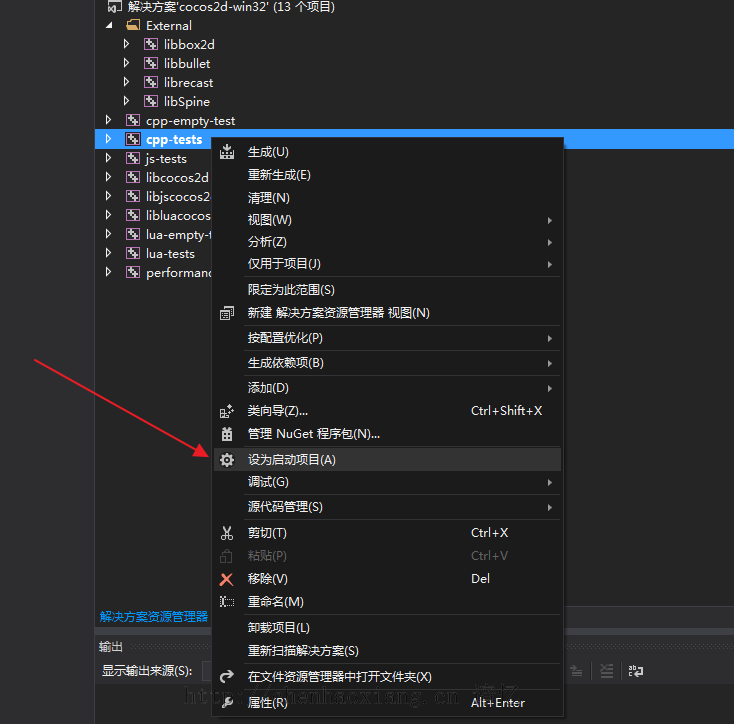 解决方案'cocos2d-win32' (13 个项目)
External
libbox2d
libbullet
librecast
libSpine
cpp-empty-test
cpp-tests
js-tests
libcocos2d
libjscocos2
libluacocos
lua-empty-t
lua-tests
performanc
生成(U)
重新生成(E)
清理(N)
视图(W)
分析(Z)
仅用于项目(J)
限定为此范围(S)
新建 解决方案资源管理器 视图(N)
按配置优化(P)
生成依赖项(B)
添加(D)
类向导(Z)... Ctrl+Shift+X
管理 NuGet 程序包(N)...
设为启动项目(A)
调试(G)
源代码管理(S)
剪切(T) Ctrl+X
粘贴(P) Ctrl+V
移除(V) Del
重命名(M)
卸载项目(L)
重新扫描解决方案(S)
在文件资源管理器中打开文件夹(X)
属性(R) Alt+Enter
解决方案资源管理器
输出
显示输出来源(S):